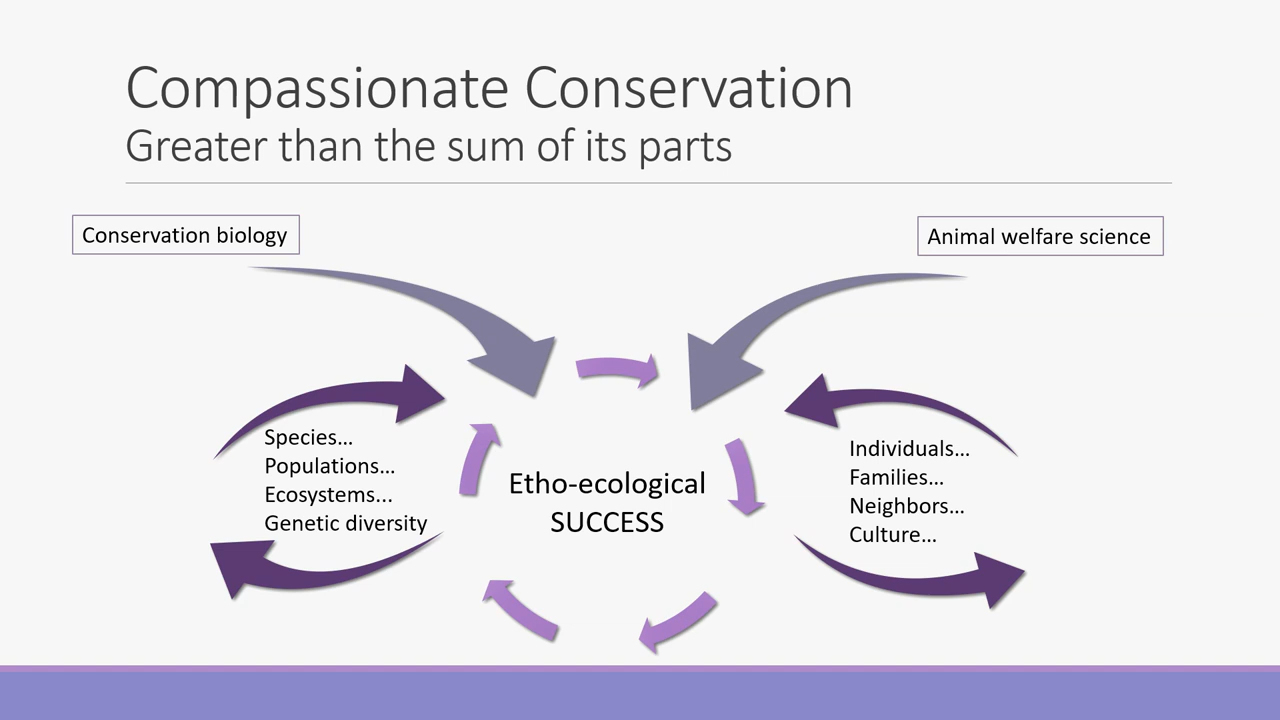 Compassionate Conservation
Greater than the sum of its parts
Conservation biology
Animal welfare science
Species…
Populations…
Ecosystems…
Genetic diversity
Etho-ecological
SUCCESS
Individuals…
Families…
Neighbors…
Culture…